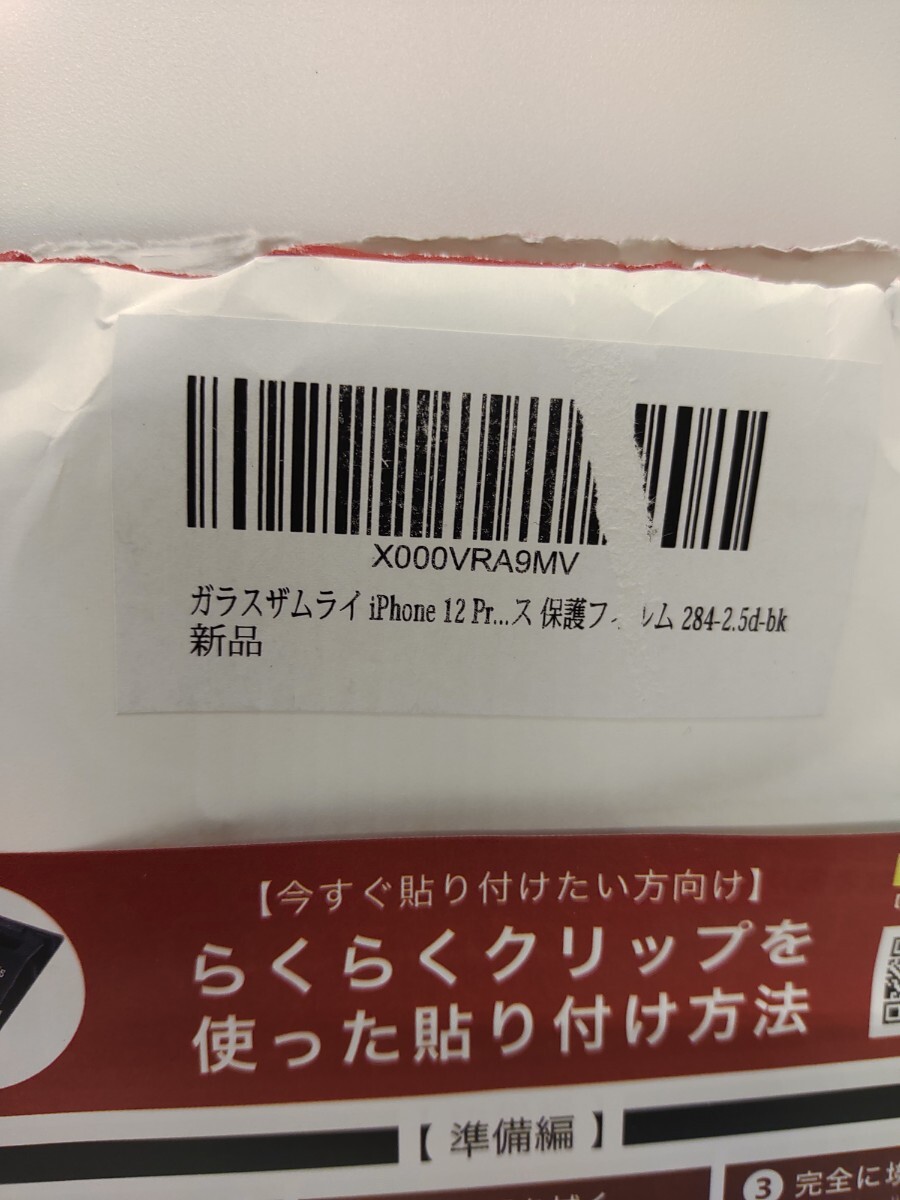 X000VRA9MV
ガラスザムライ iPhone 12 Pr...ス 保護フィルム 284-2.5d-bk
新品
【今すぐ貼り付けたい方向け】
らくらくクリップを
使った貼り付け方法
【 準備編 】
3 完全に